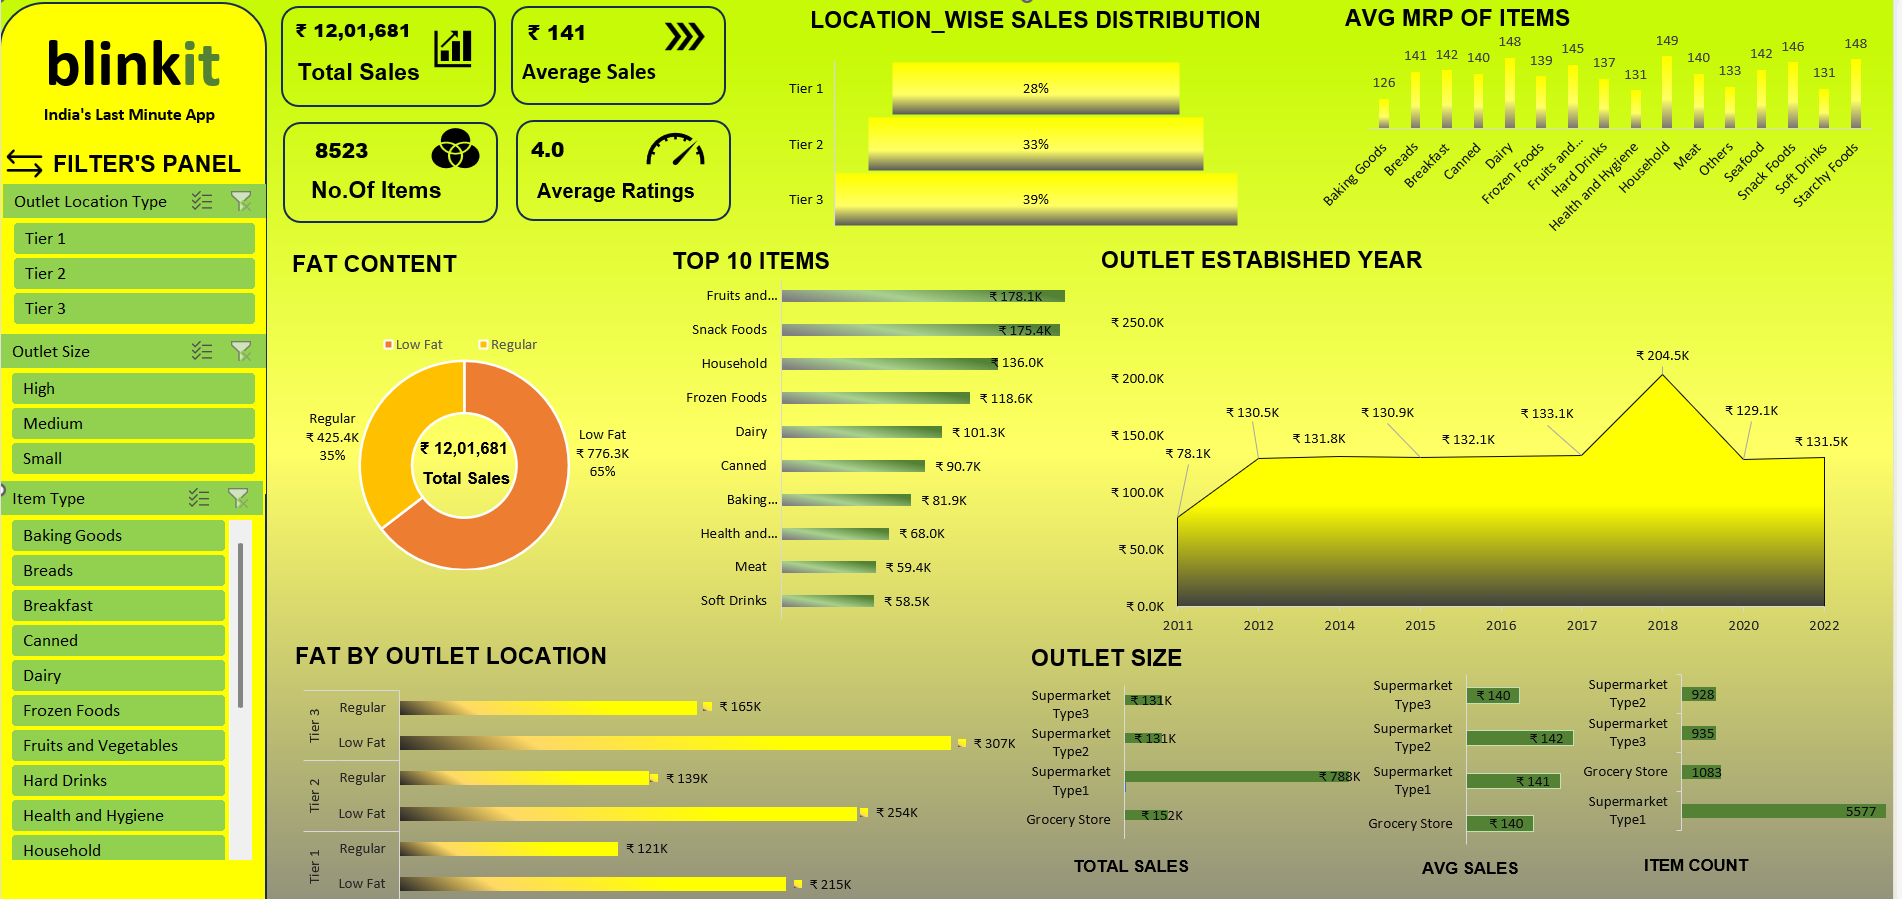 blinkit
India's Last Minute App
FILTER'S PANEL
Outlet Location Type
Tier 1
Tier 2
Tier 3
Outlet Size
High
Medium
Small
Item Type
Baking Goods
Breads
Breakfast
Canned
Dairy
Frozen Foods
Fruits and Vegetables
Hard Drinks
Health and Hygiene
Household
₹ 12,01,681
Total Sales
₹ 141
Average Sales
8523
No.Of Items
4.0
Average Ratings
LOCATION_WISE SALES DISTRIBUTION
Tier 1
28%
Tier 2
33%
Tier 3
39%
AVG MRP OF ITEMS
126
141
142
140
148
139
145
137
131
149
140
133
142
146
131
148
Baking Goods
Breads
Breakfast
Canned
Dairy
Frozen Foods
Fruits and...
Hard Drinks
Health and Hygiene
Household
Meat
Others
Seafood
Snack Foods
Soft Drinks
Starchy Foods
FAT CONTENT
Low Fat
Regular
Regular
₹ 425.4K
35%
₹ 12,01,681
Total Sales
Low Fat
₹ 776.3K
65%
TOP 10 ITEMS
Fruits and...
₹ 178.1K
Snack Foods
₹ 175.4K
Household
₹ 136.0K
Frozen Foods
₹ 118.6K
Dairy
₹ 101.3K
Canned
₹ 90.7K
Baking...
₹ 81.9K
Health and...
₹ 68.0K
Meat
₹ 59.4K
Soft Drinks
₹ 58.5K
OUTLET ESTABISHED YEAR
₹ 250.0K
₹ 200.0K
₹ 150.0K
₹ 100.0K
₹ 50.0K
₹ 0.0K
₹ 78.1K
₹ 130.5K
₹ 131.8K
₹ 130.9K
₹ 132.1K
₹ 133.1K
₹ 204.5K
₹ 129.1K
₹ 131.5K
2011
2012
2014
2015
2016
2017
2018
2020
2022
FAT BY OUTLET LOCATION
Tier 3
Regular
₹ 165K
Low Fat
₹ 307K
Tier 2
Regular
₹ 139K
Low Fat
₹ 254K
Tier 1
Regular
₹ 121K
Low Fat
₹ 215K
OUTLET SIZE
Supermarket
Type3
₹ 131K
Supermarket
Type2
₹ 131K
Supermarket
Type1
₹ 788K
Grocery Store
₹ 152K
TOTAL SALES
Supermarket
Type3
₹ 140
Supermarket
Type2
₹ 142
Supermarket
Type1
₹ 141
Grocery Store
₹ 140
AVG SALES
Supermarket
Type2
928
Supermarket
Type3
935
Grocery Store
1083
Supermarket
Type1
5577
ITEM COUNT